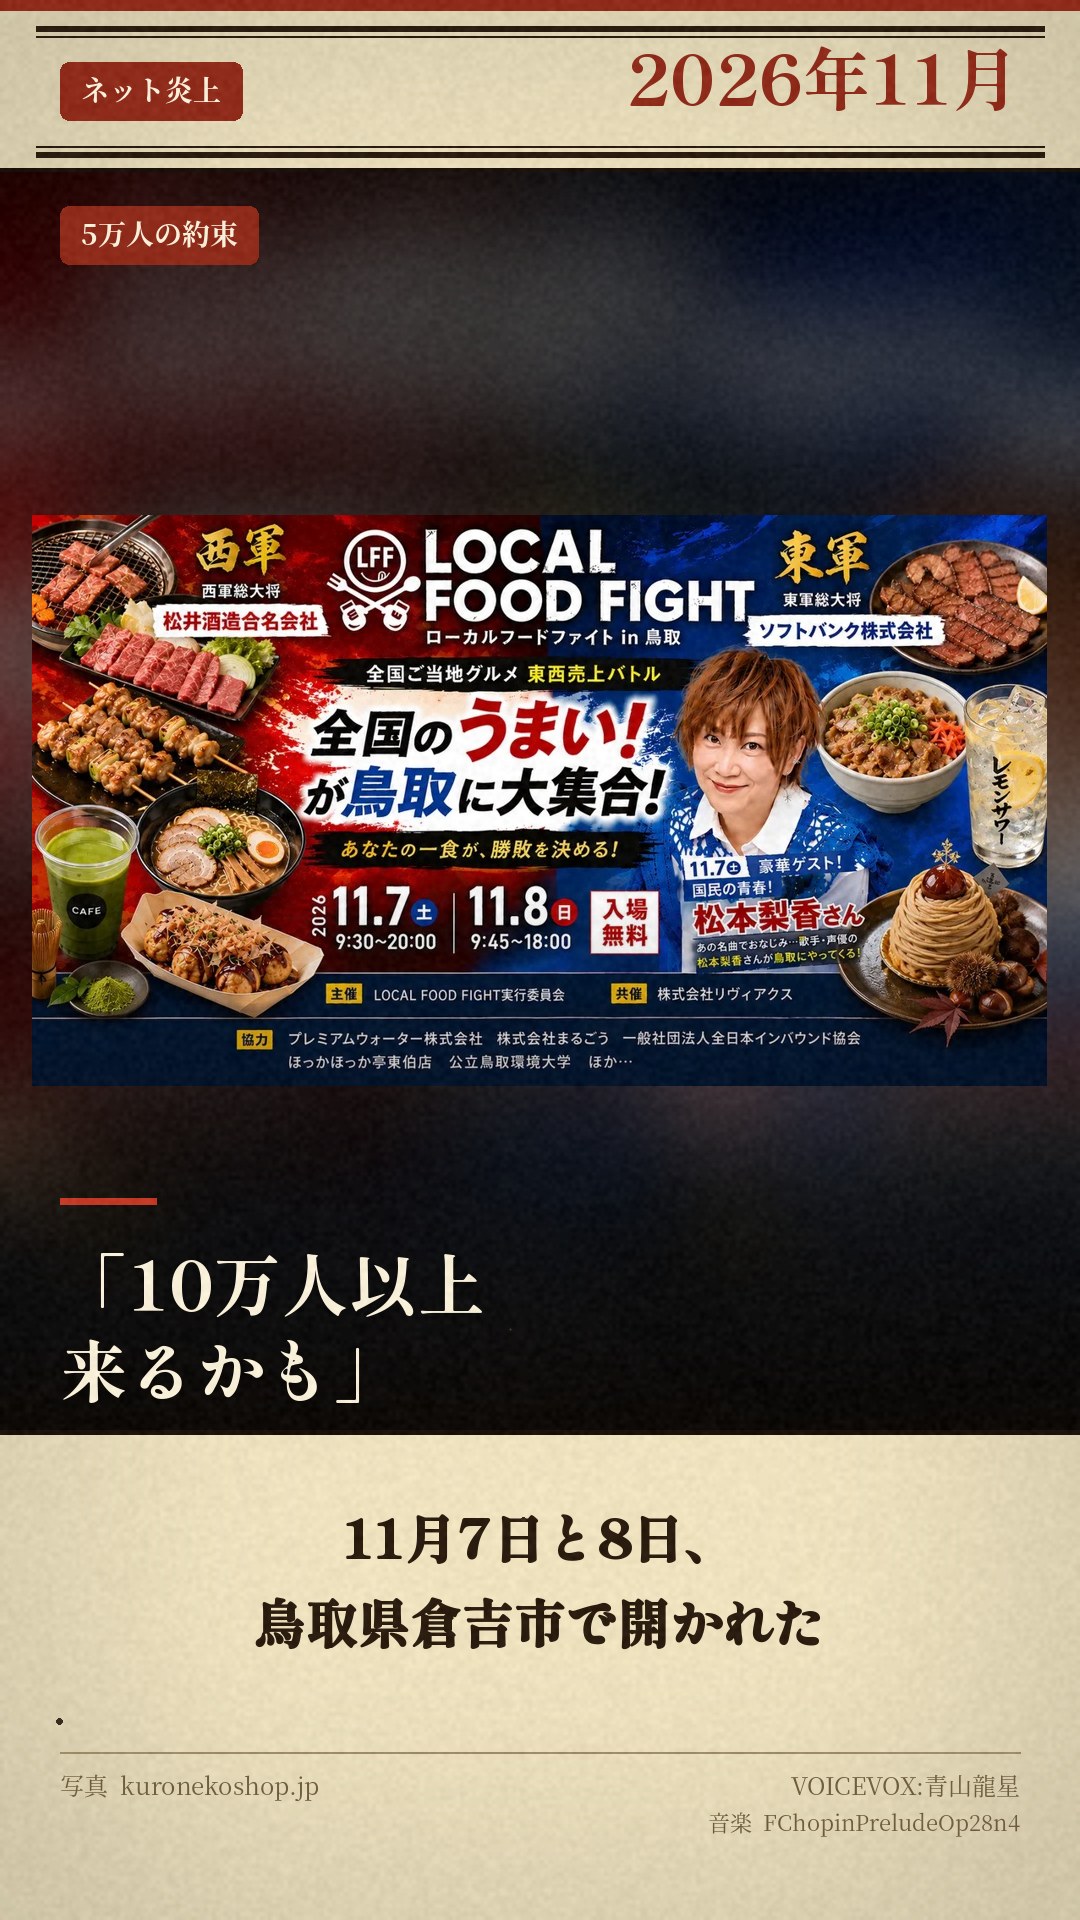 ネット炎上
2026年11月
5万人の約束
西軍
西軍総大将
松井酒造合名会社
LFF
LOCAL
FOOD FIGHT
ローカルフードファイト in 鳥取
東軍
東軍総大将
ソフトバンク株式会社
全国ご当地グルメ 東西売上バトル
全国のうまい!
が鳥取に大集合!
あなたの一食が、勝敗を決める!
2026
11.7土
9:30~20:00
11.8日
9:45~18:00
入場
無料
11.7土 豪華ゲスト!
国民の青春!
松本梨香さん
あの名曲でおなじみ…歌手・声優の
松本梨香さんが鳥取にやってくる!
レモンサワー
CAFE
主催 LOCAL FOOD FIGHT実行委員会
共催 株式会社リヴィアクス
協力 プレミアムウォーター株式会社 株式会社まるごう 一般社団法人全日本インバウンド協会
ほっかほっか亭東伯店 公立鳥取環境大学 ほか…
「10万人以上
来るかも」
11月7日と8日、
鳥取県倉吉市で開かれた
写真 kuronekoshop.jp
VOICEVOX:青山龍星
音楽 FChopinPreludeOp28n4